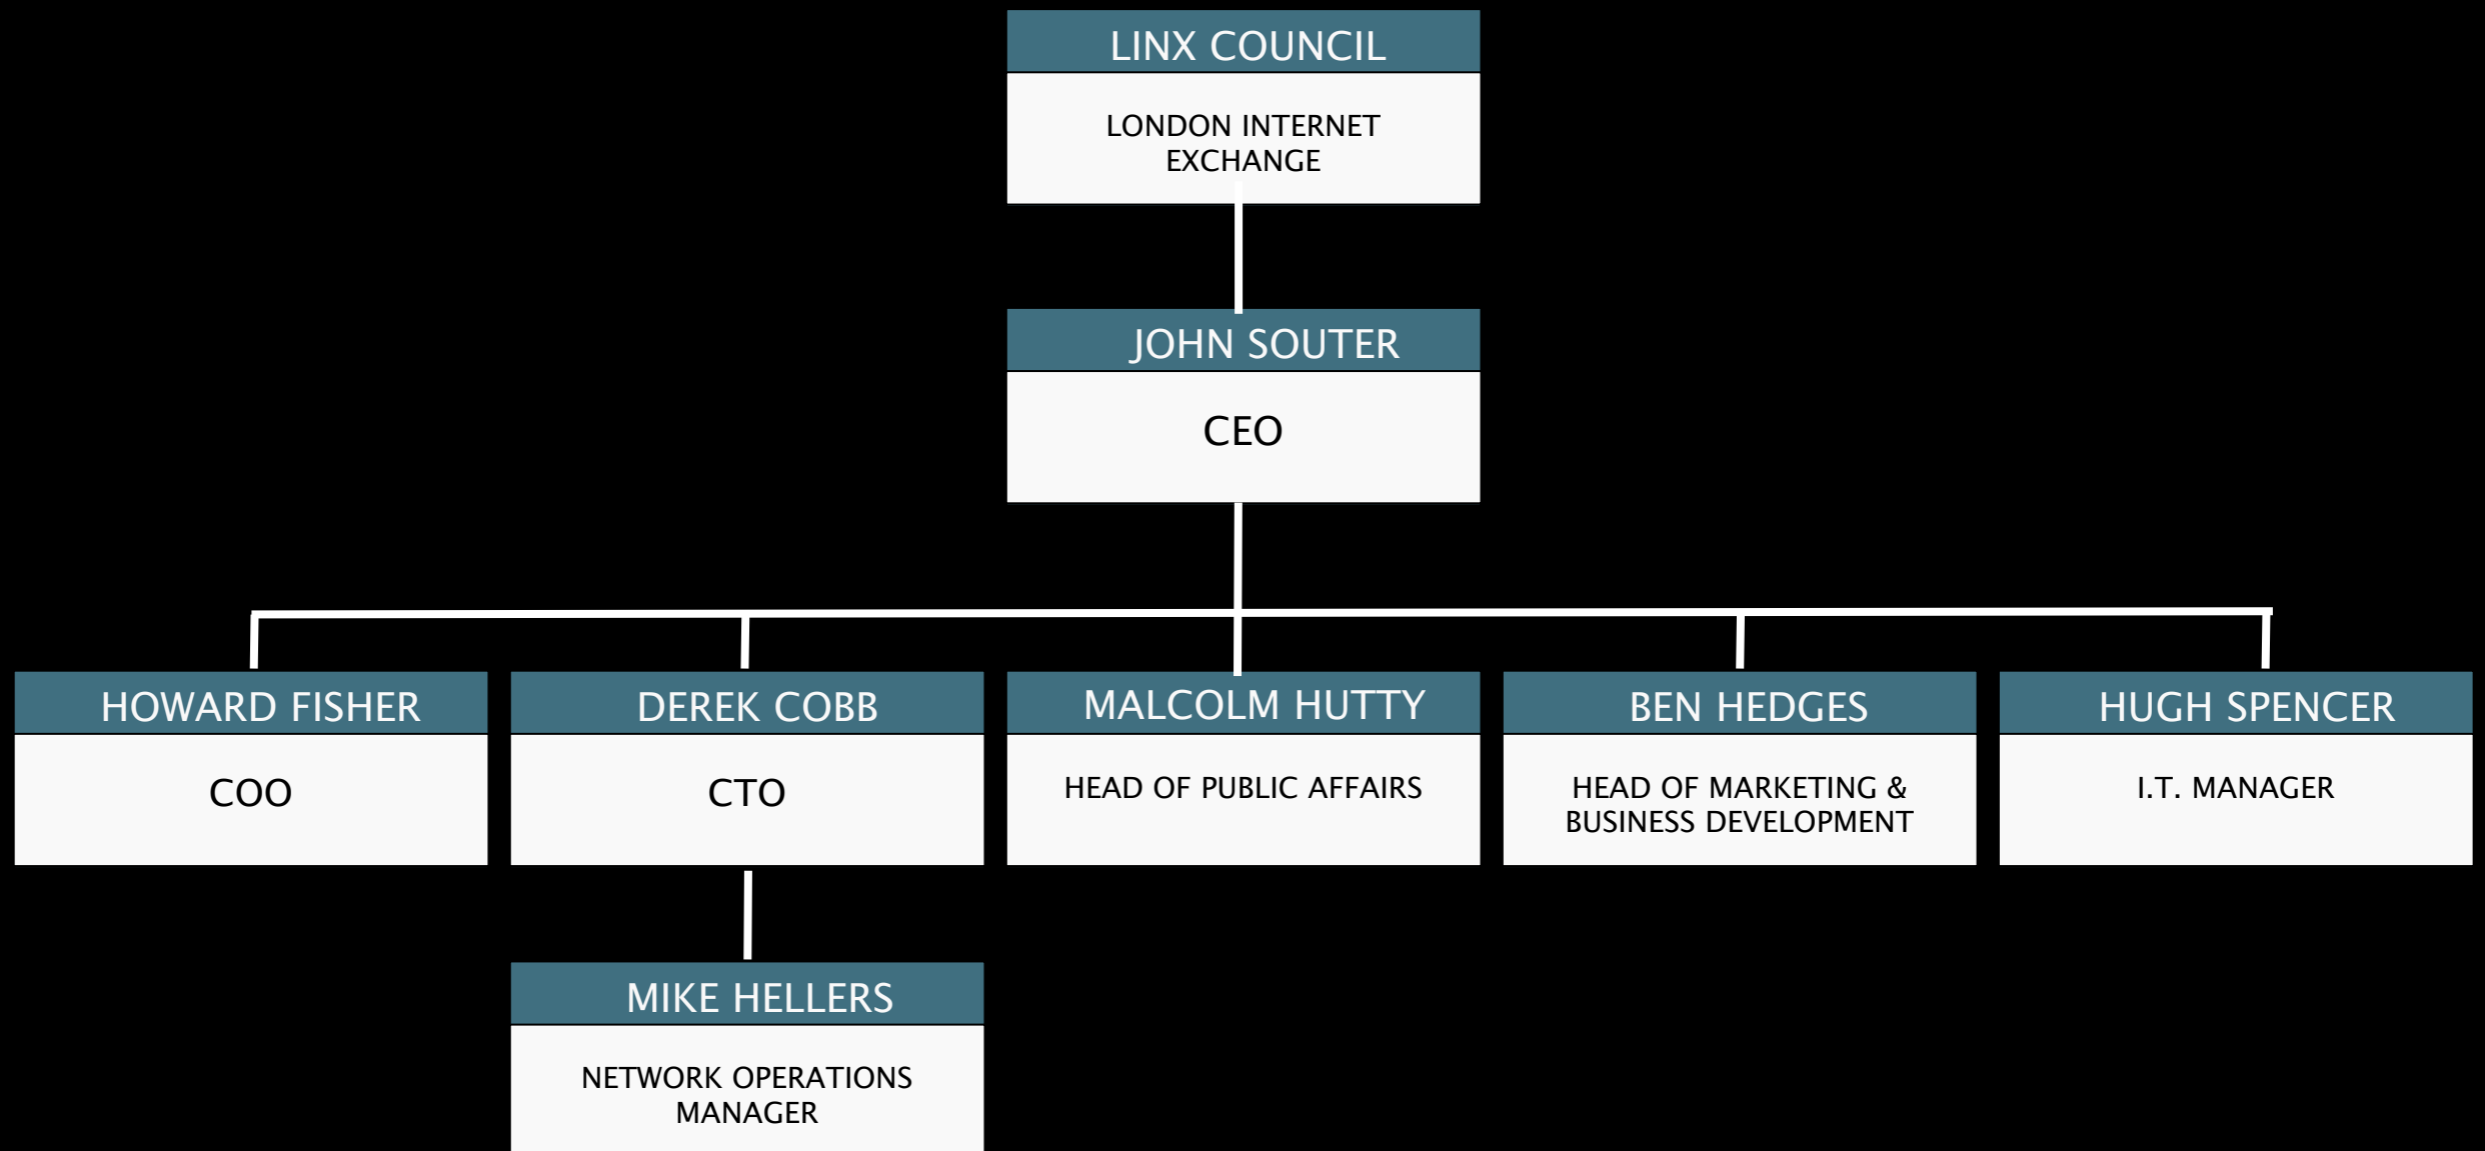 LINX COUNCIL
LONDON INTERNET
EXCHANGE
JOHN SOUTER
CEO
HOWARD FISHER
COO
DEREK COBB
CTO
MALCOLM HUTTY
HEAD OF PUBLIC AFFAIRS
BEN HEDGES
HEAD OF MARKETING &
BUSINESS DEVELOPMENT
HUGH SPENCER
I.T. MANAGER
MIKE HELLERS
NETWORK OPERATIONS
MANAGER